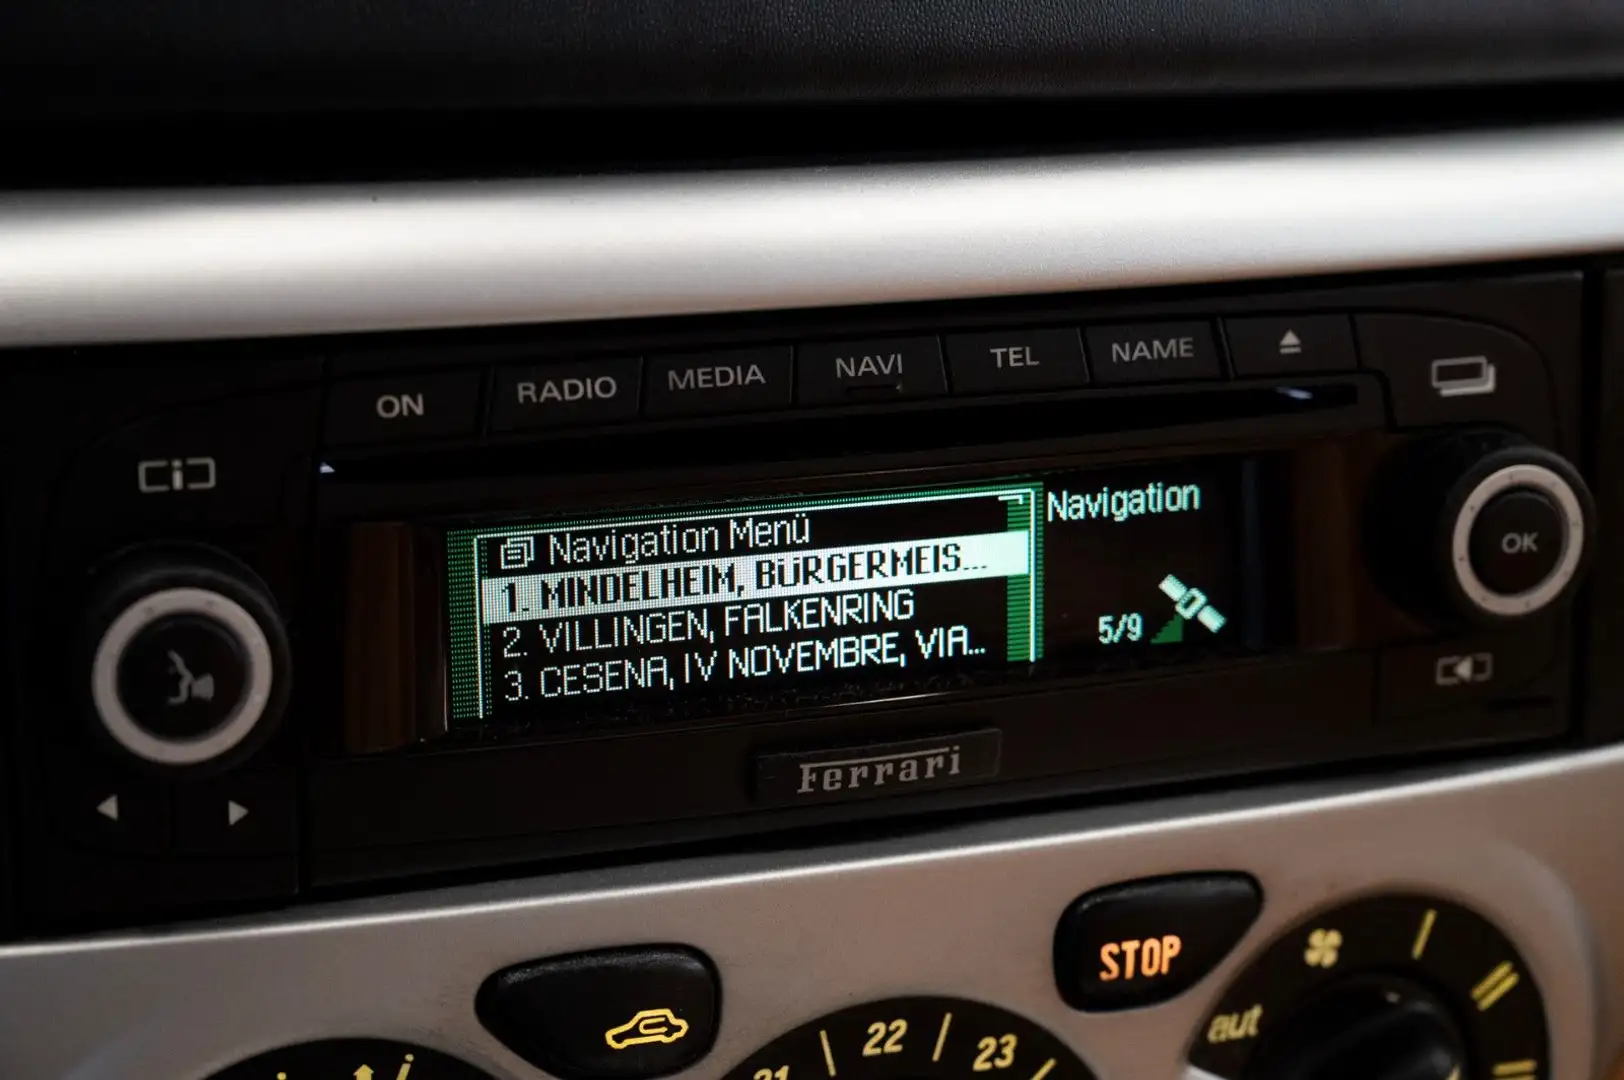 ON RADIO MEDIA NAVI TEL NAME
Navigation Menü
1. MINDELHEIM, BÜRGERMEIS...
2. VILLINGEN, FALKENRING
3. CESENA, IV NOVEMBRE, VIA...
Navigation
5/9
OK
Ferrari
STOP
aut
21 22 23